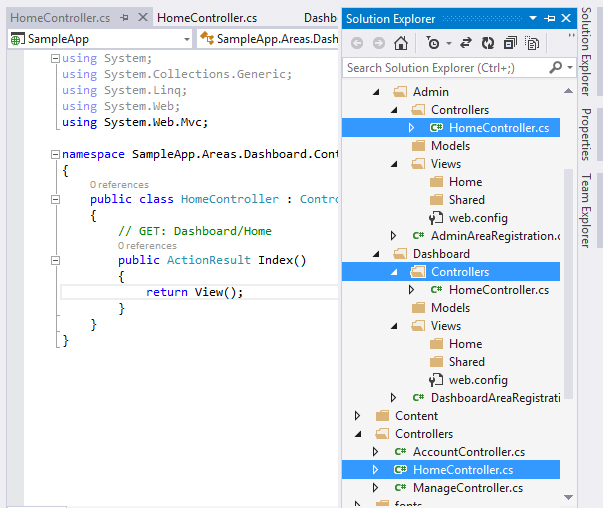 HomeController.cs HomeController.cs Dashb
SampleApp SampleApp.Areas.Dash
using System;
using System.Collections.Generic;
using System.Linq;
using System.Web;
using System.Web.Mvc;
namespace SampleApp.Areas.Dashboard.Cont
{
0 references
public class HomeController : Contr
{
// GET: Dashboard/Home
0 references
public ActionResult Index()
{
return View();
}
}
}
Solution Explorer
Search Solution Explorer (Ctrl+;)
Admin
Controllers
C# HomeController.cs
Models
Views
Home
Shared
web.config
C# AdminAreaRegistration.c
Dashboard
Controllers
C# HomeController.cs
Models
Views
Home
Shared
web.config
C# DashboardAreaRegistrati
Content
Controllers
C# AccountController.cs
C# HomeController.cs
C# ManageController.cs
fonts
Solution Explorer
Properties
Team Explorer